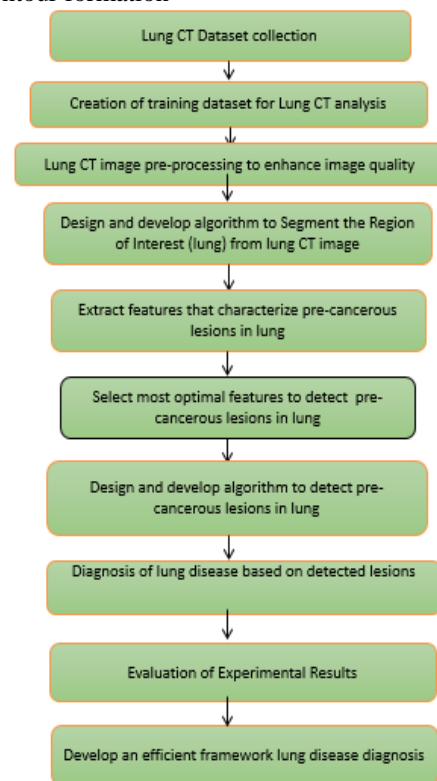 ntour formation
Lung CT Dataset collection
Creation of training dataset for Lung CT analysis
Lung CT image pre-processing to enhance image quality
Design and develop algorithm to Segment the Region
of Interest (lung) from lung CT image
Extract features that characterize pre-cancerous
lesions in lung
Select most optimal features to detect pre-
cancerous lesions in lung
Design and develop algorithm to detect pre-
cancerous lesions in lung
Diagnosis of lung disease based on detected lesions
Evaluation of Experimental Results
Develop an efficient framework lung disease diagnosis